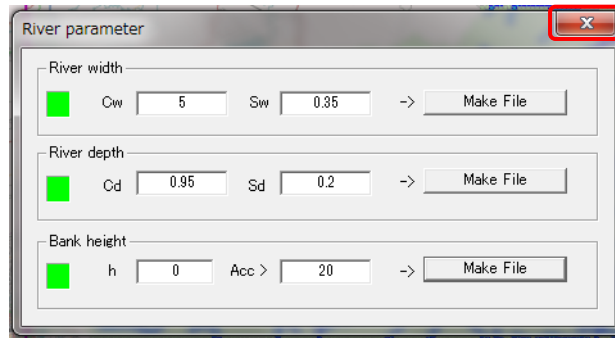 River parameter
x
River width
Cw 5 Sw 0.35 -> Make File
River depth
Cd 0.95 Sd 0.2 -> Make File
Bank height
h 0 Acc > 20 -> Make File